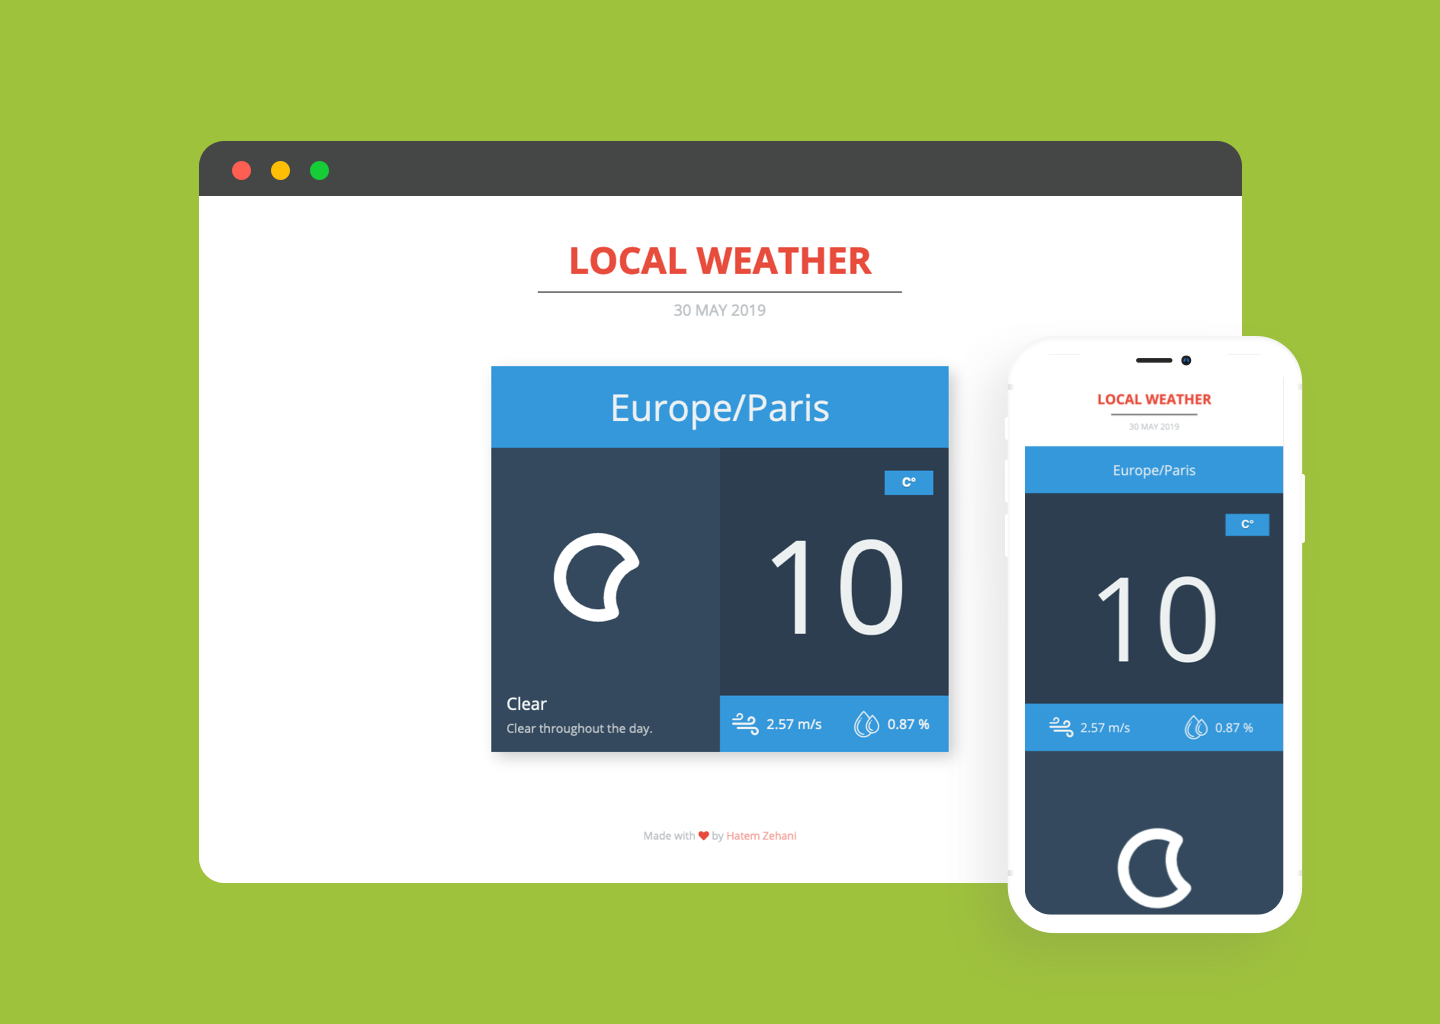 LOCAL WEATHER
30 MAY 2019
Europe/Paris
C°
10
Clear
Clear throughout the day.
2.57 m/s
0.87 %
Made with ❤ by Hatem Zehani
LOCAL WEATHER
30 MAY 2019
Europe/Paris
C°
10
2.57 m/s
0.87 %